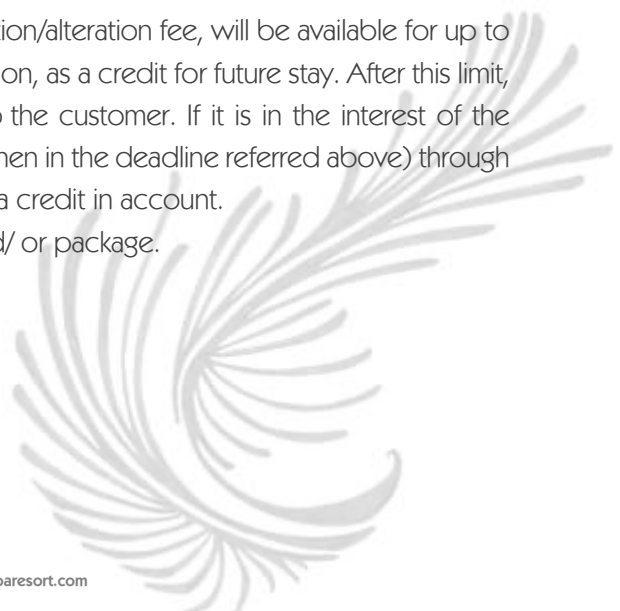 tion/alteration fee, will be available for up to
on, as a credit for future stay. After this limit,
o the customer. If it is in the interest of the
hen in the deadline referred above) through
a credit in account.
d/ or package.
paresort.com